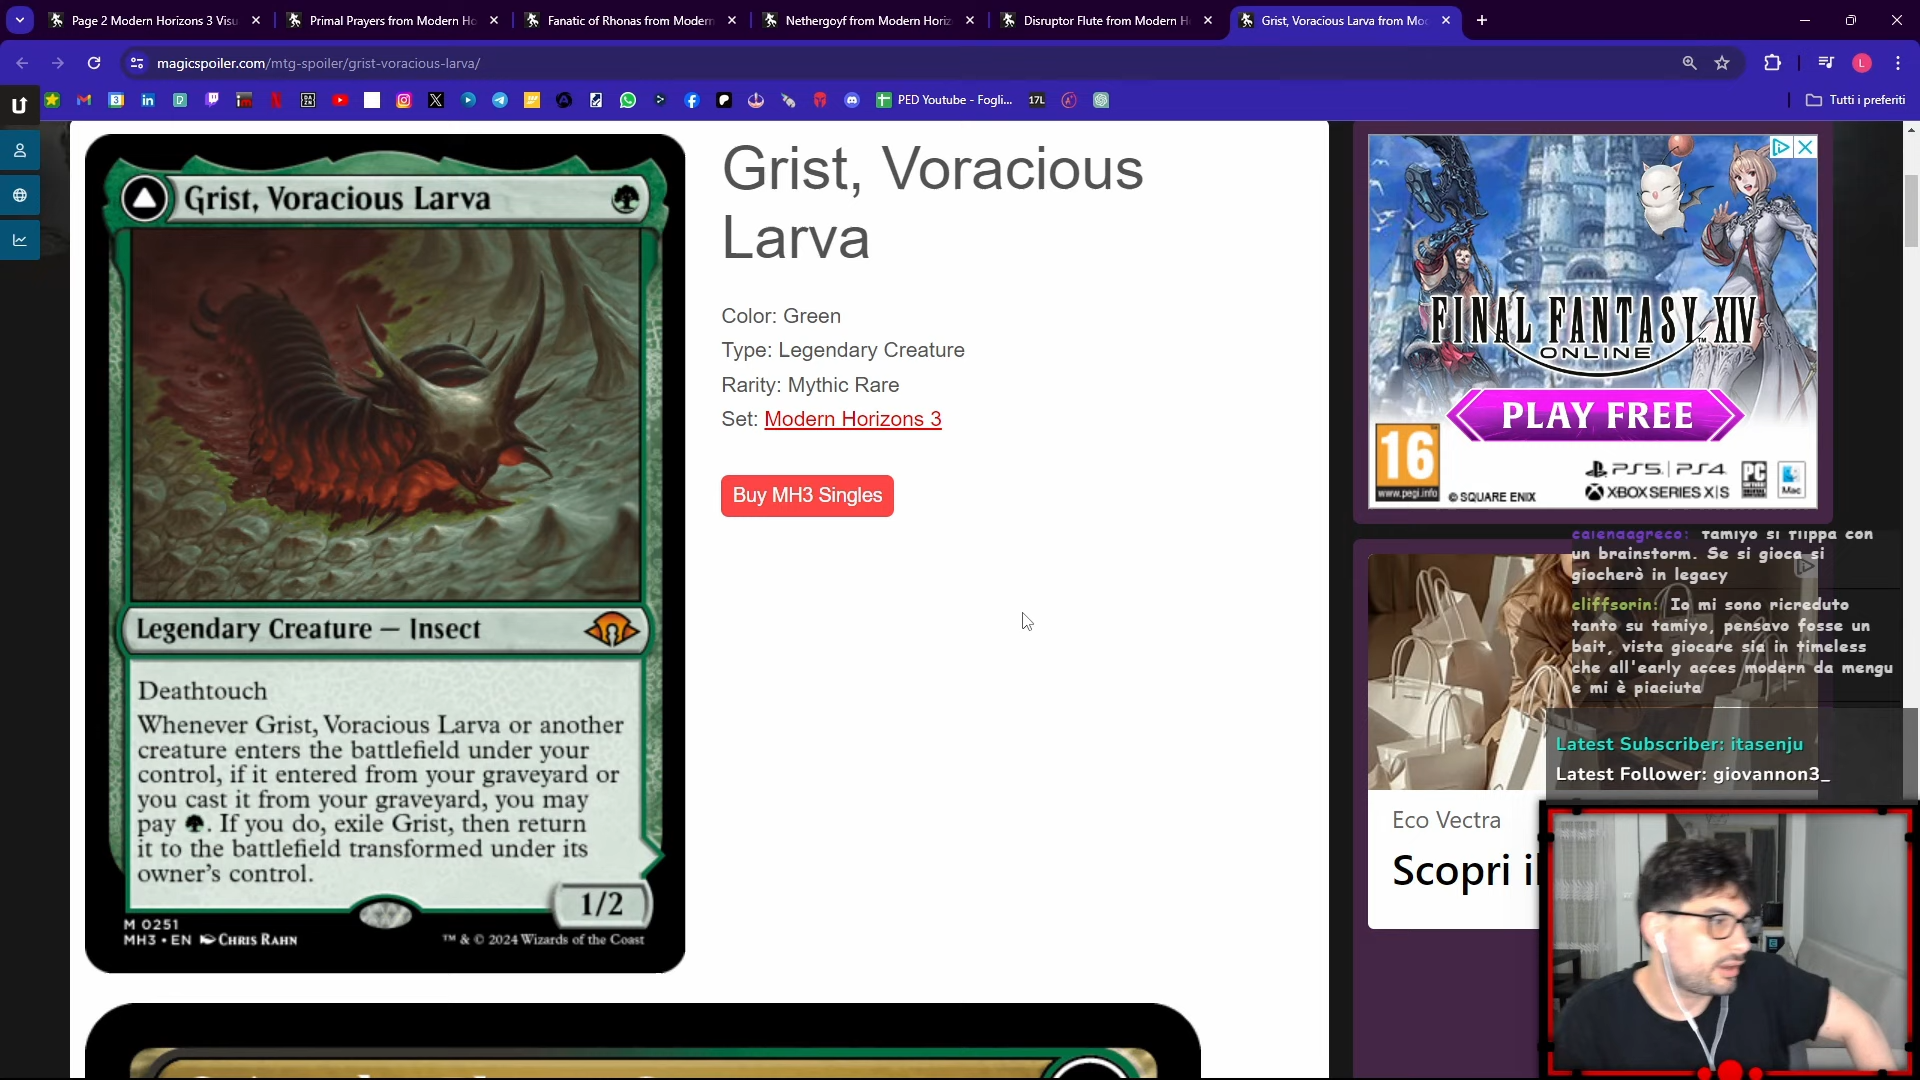 Page 2 Modern Horizons 3 Visu
Primal Prayers from Modern Ho
Fanatic of Rhonas from Modern
Nethergoyf from Modern Horiz
Disruptor Flute from Modern H
Grist, Voracious Larva from Mo
magicspoiler.com/mtg-spoiler/grist-voracious-larva/
L
PED Youtube - Fogli...
17L
Tutti i preferiti
Grist, Voracious Larva
Legendary Creature — Insect
Deathtouch
Whenever Grist, Voracious Larva or another
creature enters the battlefield under your
control, if it entered from your graveyard or
you cast it from your graveyard, you may
pay . If you do, exile Grist, then return
it to the battlefield transformed under its
owner's control.
1/2
M 0251
MH3 • EN CHRIS RAHN
™ & © 2024 Wizards of the Coast
Grist, Voracious
Larva
Color: Green
Type: Legendary Creature
Rarity: Mythic Rare
Set: Modern Horizons 3
Buy MH3 Singles
FINAL FANTASY XIV
ONLINE
PLAY FREE
16
www.pegi.info
© SQUARE ENIX
PS5 | PS4
XBOX SERIES X|S
PC
Mac
calendagreco: tamiyo si flippa con
un brainstorm. Se si gioca si
giocherò in legacy
cliffsorin: Io mi sono ricreduto
tanto su tamiyo, pensavo fosse un
bait, vista giocare sia in timeless
che all'early acces modern da mengu
e mi è piaciuta
Latest Subscriber: itasenju
Latest Follower: giovannon3_
Eco Vectra
Scopri il